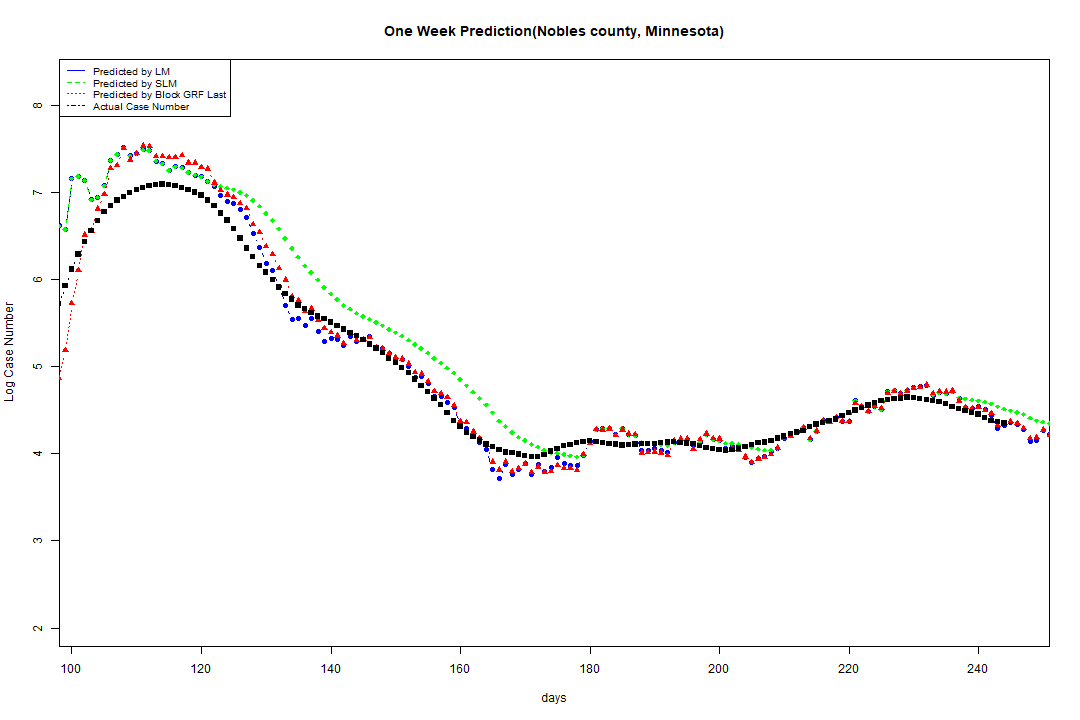 One Week Prediction(Nobles county, Minnesota)
Predicted by LM
Predicted by SLM
Predicted by Block GRF Last
Actual Case Number
8
7
6
5
4
3
2
Log Case Number
100 120 140 160 180 200 220 240
days